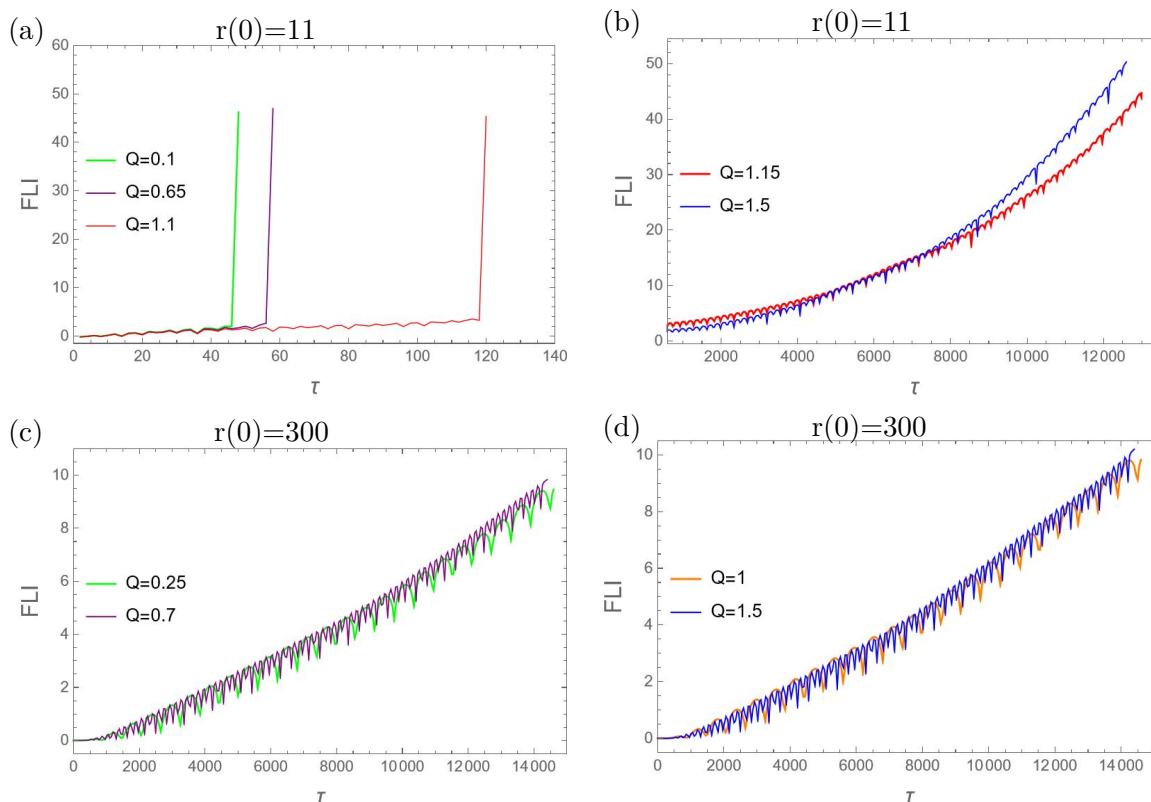 (a) r(0)=11
60
50
40
30
20
10
0
FLI
Q=0.1
Q=0.65
Q=1.1
0 20 40 60 80 100 120 140
τ
(b) r(0)=11
50
40
30
20
10
0
FLI
Q=1.15
Q=1.5
2000 4000 6000 8000 10000 12000
τ
(c) r(0)=300
10
8
6
4
2
0
FLI
Q=0.25
Q=0.7
0 2000 4000 6000 8000 10000 12000 14000
τ
(d) r(0)=300
10
8
6
4
2
0
FLI
Q=1
Q=1.5
0 2000 4000 6000 8000 10000 12000 14000
τ